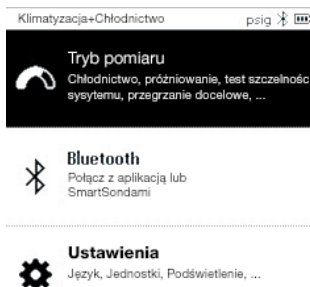 Klimatyzacja+Chłodnictwo psig
Tryb pomiaru
Chłodnictwo, próżniowanie, test szczelnośc
sysytemu, przegrzanie docelowe, ...
Bluetooth
Połącz z aplikacją lub
SmartSondami
Ustawienia
Język, Jednostki, Podświetlenie, ...